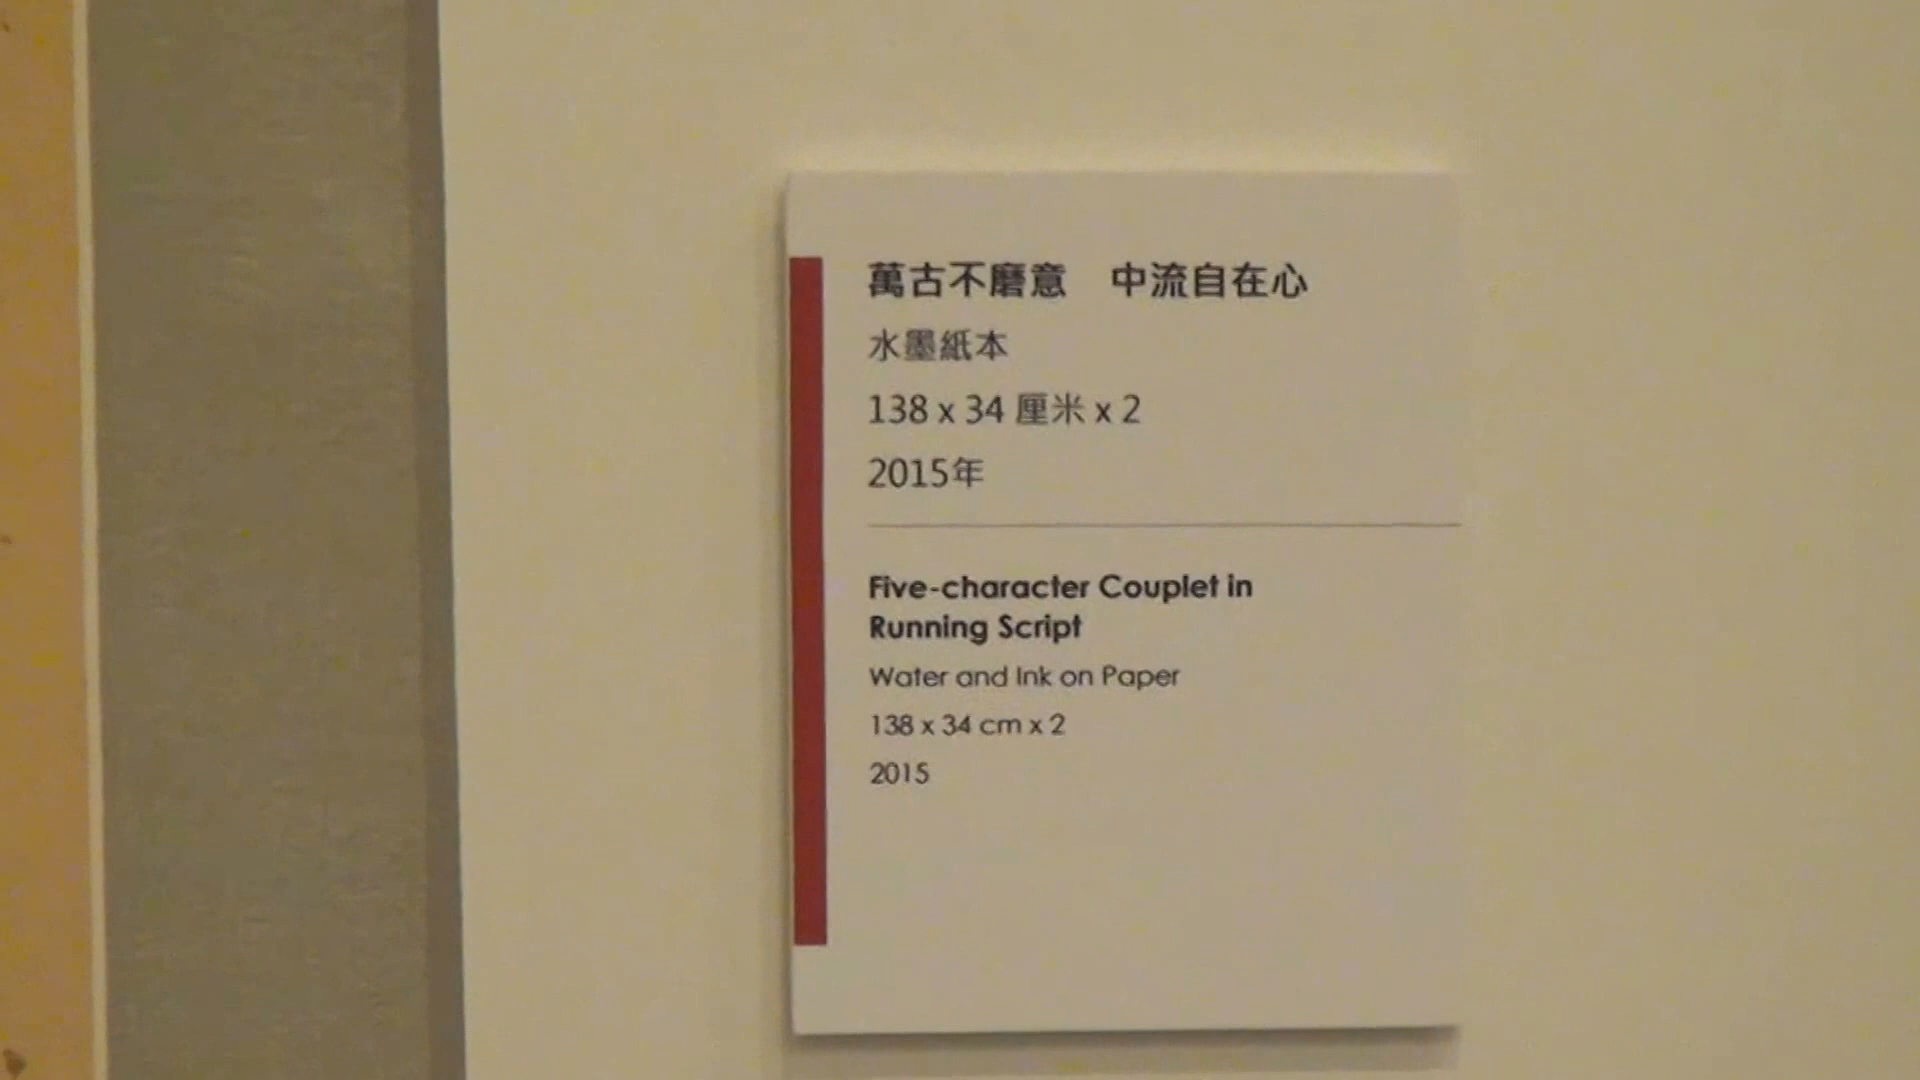 萬古不磨意　中流自在心
水墨紙本
138 x 34 厘米 x 2
2015年
Five-character Couplet in
Running Script
Water and Ink on Paper
138 x 34 cm x 2
2015